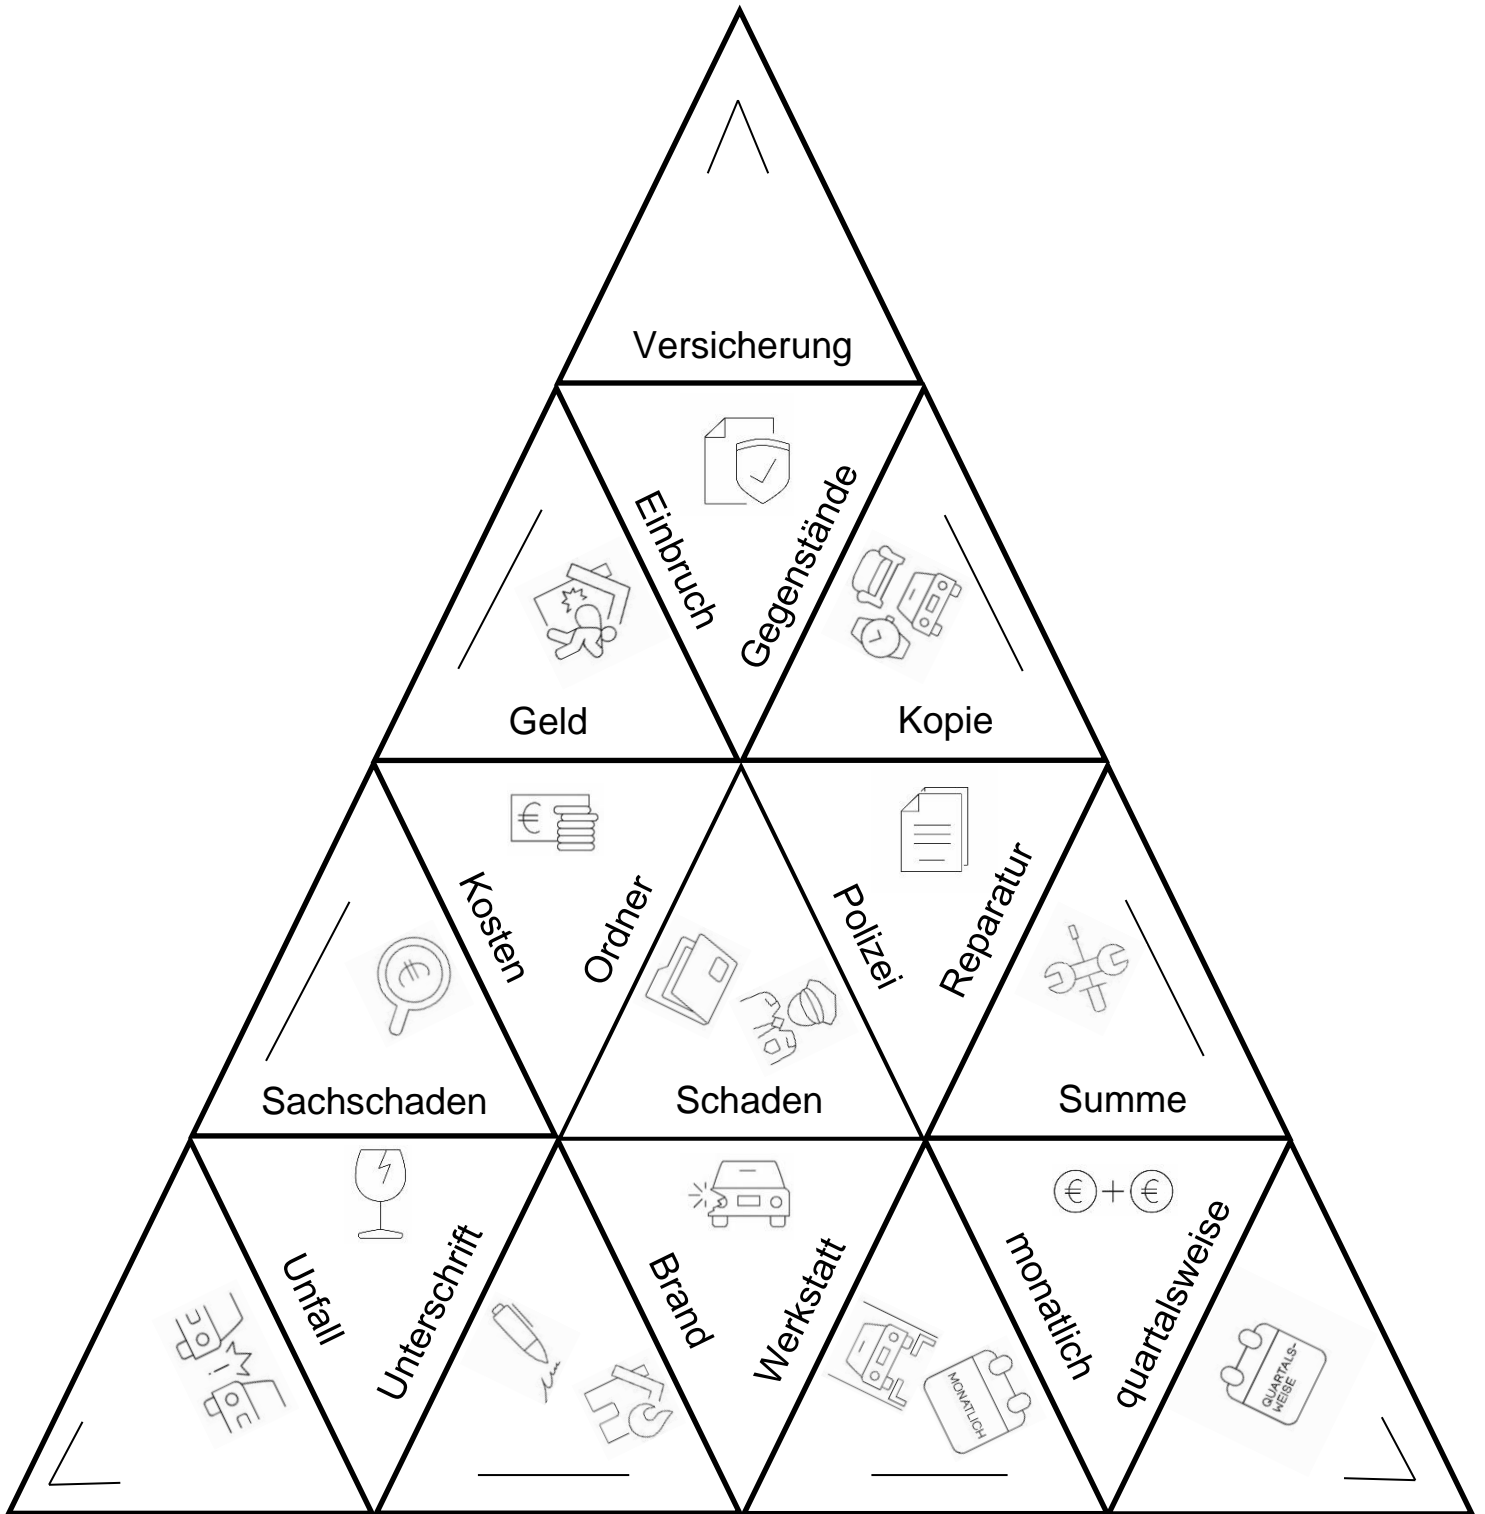 Versicherung
Einbruch
Gegenstände
Geld
Kopie
€
Kosten
Ordner
Polizei
Reparatur
€
Sachschaden
Schaden
Summe
€ + €
Unfall
Unterschrift
Brand
Werkstatt
monatlich
quartalsweise
!
MONATLICH
QUARTALS-
WEISE